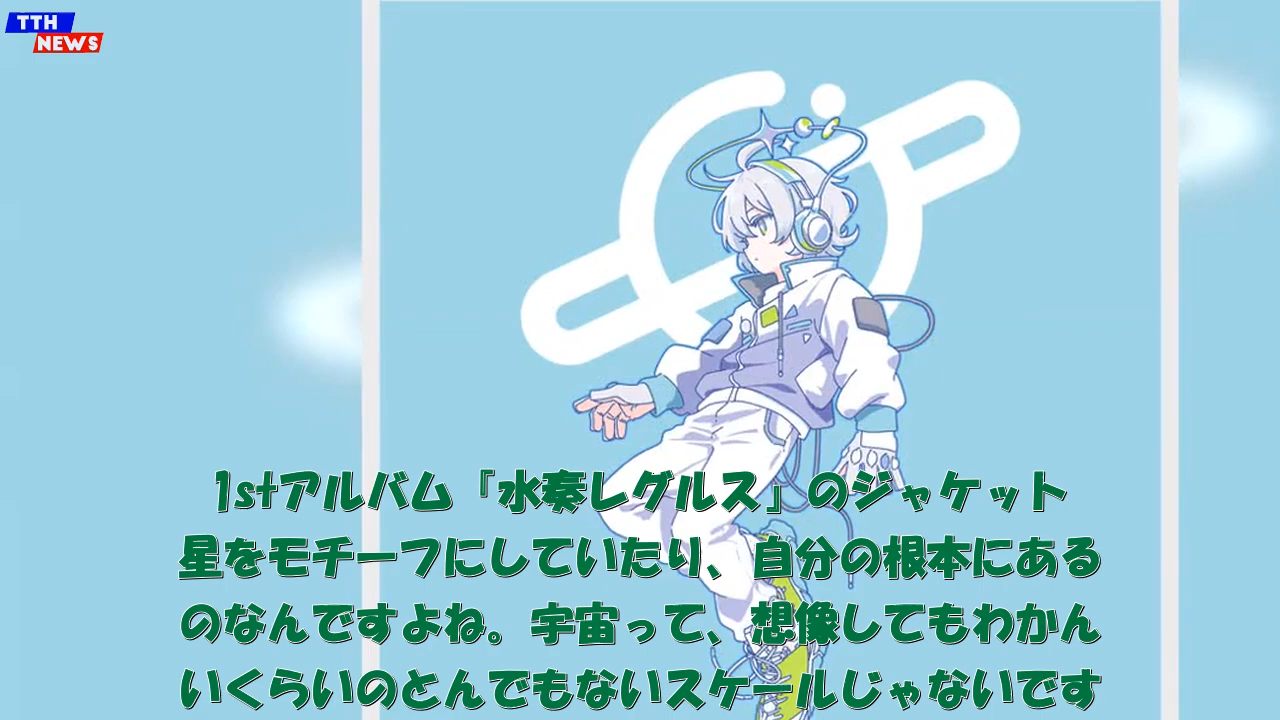 TTH
NEWS
1stアルバム『水奏レグルス』のジャケット
星をモチーフにしていたり、自分の根本にある
のなんですよね。宇宙って、想像してもわかん
いくらいのとんでもないスケールじゃないです